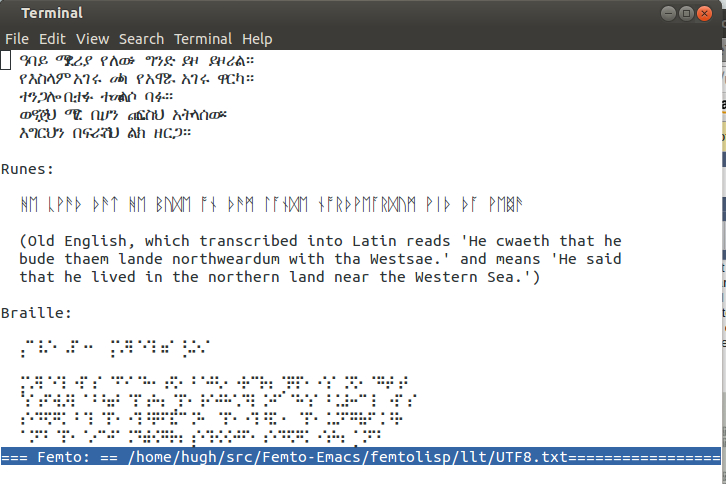 ዓባይ ማደሪያ የለው፥ ግንድ ይዞ ይዞራል።
የእስላም አገሩ መካ የአሞራ አገሩ ዋርካ።
ተንጋሎ ቢተፉ ተመልሶ ባፉ።
ወዳጅህ ማር ቢሆን ጨርስህ አትላሰው።
እግርህን በፍራሽህ ልክ ዘርጋ።
Runes:
ᚻᛖ ᚳᚹᚫᚦ ᚦᚫᛏ ᚻᛖ ᛒᚢᛞᛖ ᚩᚾ ᚦᚫᛗ ᛚᚪᚾᛞᛖ ᚾᚩᚱᚦᚹᛖᚪᚱᛞᚢᛗ ᚹᛁᚦ ᚦᚪ ᚹᛖᛥᚫ
(Old English, which transcribed into Latin reads 'He cwaeth that he
bude thaem lande northweardum with tha Westsae.' and means 'He said
that he lived in the northern land near the Western Sea.')
Braille:
⡌⠁⠧⠑ ⠼⠁⠒ ⡍⠜⠇⠑⠹⠰⠎ ⡣⠕⠌
⡍⠜⠇⠑⠹ ⠺⠁⠎ ⠙⠑⠁⠙⠒ ⠞⠕ ⠃⠑⠛⠔ ⠺⠊⠹⠲ ⡹⠻⠑ ⠊⠎ ⠝⠕ ⠙⠳⠃⠞
⠱⠁⠞⠑⠧⠻ ⠁⠃⠳⠞ ⠹⠁⠞⠲ ⡹⠑ ⠗⠑⠛⠊⠌⠻ ⠕⠋ ⠙⠊⠎ ⠃⠥⠗⠊⠁⠇ ⠺⠁⠎
⠎⠊⠛⠝⠫ ⠃⠹ ⠹⠑ ⠊⠇⠻⠛⠹⠍⠁⠝⠂ ⠹⠑ ⠊⠇⠻⠅⠂ ⠹⠑ ⠥⠝⠙⠻⠞⠁⠅⠻⠂
⠁⠝⠙ ⠹⠑ ⠡⠊⠑⠋ ⠍⠳⠗⠝⠻⠲ ⡎⠊⠗⠕⠕⠛⠑ ⠎⠊⠛⠝⠫ ⠊⠞⠲ ⡁⠝⠙
=== Femto: == /home/hugh/src/Femto-Emacs/femtolisp/llt/UTF8.txt=================
Terminal
File Edit View Search Terminal Help